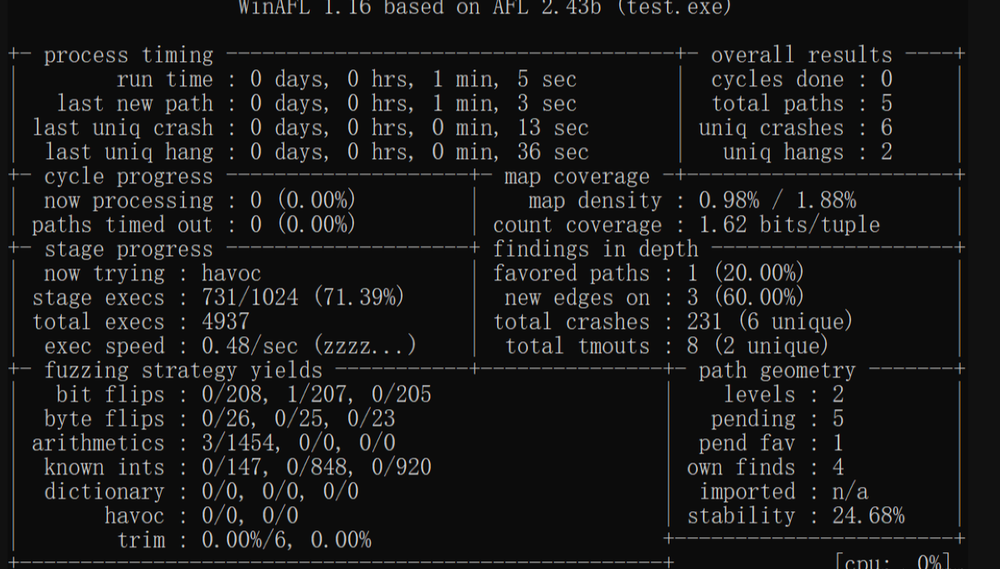 WinAFL 1.16 based on AFL 2.43b (test.exe)
+- process timing -------------------------------------+- overall results ----+
run time : 0 days, 0 hrs, 1 min, 5 sec | cycles done : 0
last new path : 0 days, 0 hrs, 1 min, 3 sec | total paths : 5
last uniq crash : 0 days, 0 hrs, 0 min, 13 sec | uniq crashes : 6
last uniq hang : 0 days, 0 hrs, 0 min, 36 sec | uniq hangs : 2
+- cycle progress --------------------+- map coverage -+----------------------+
now processing : 0 (0.00%) | map density : 0.98% / 1.88%
paths timed out : 0 (0.00%) | count coverage : 1.62 bits/tuple
+- stage progress --------------------+ findings in depth --------------------+
now trying : havoc | favored paths : 1 (20.00%)
stage execs : 731/1024 (71.39%) | new edges on : 3 (60.00%)
total execs : 4937 | total crashes : 231 (6 unique)
exec speed : 0.48/sec (zzzz...) | total tmouts : 8 (2 unique)
+- fuzzing strategy yields -----------+---------------+- path geometry -------+
bit flips : 0/208, 1/207, 0/205 | levels : 2
byte flips : 0/26, 0/25, 0/23 | pending : 5
arithmetics : 3/1454, 0/0, 0/0 | pend fav : 1
known ints : 0/147, 0/848, 0/920 | own finds : 4
dictionary : 0/0, 0/0, 0/0 | imported : n/a
havoc : 0/0, 0/0 | stability : 24.68%
trim : 0.00%/6, 0.00%
[cpu: 0%]